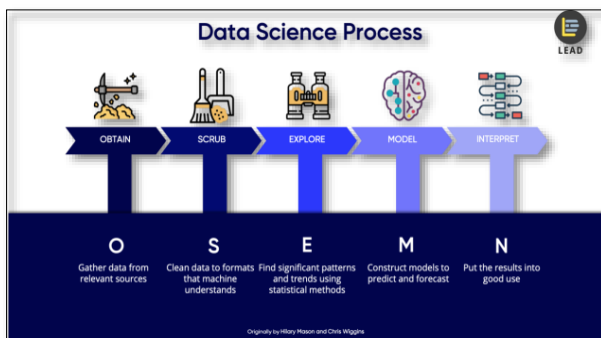 Data Science Process
LEAD
OBTAIN
SCRUB
EXPLORE
MODEL
INTERPRET
O
S
E
M
N
Gather data from
relevant sources
Clean data to formats
that machine
understands
Find significant patterns
and trends using
statistical methods
Construct models to
predict and forecast
Put the results into
good use
Originally by Hilary Mason and Chris Wiggins